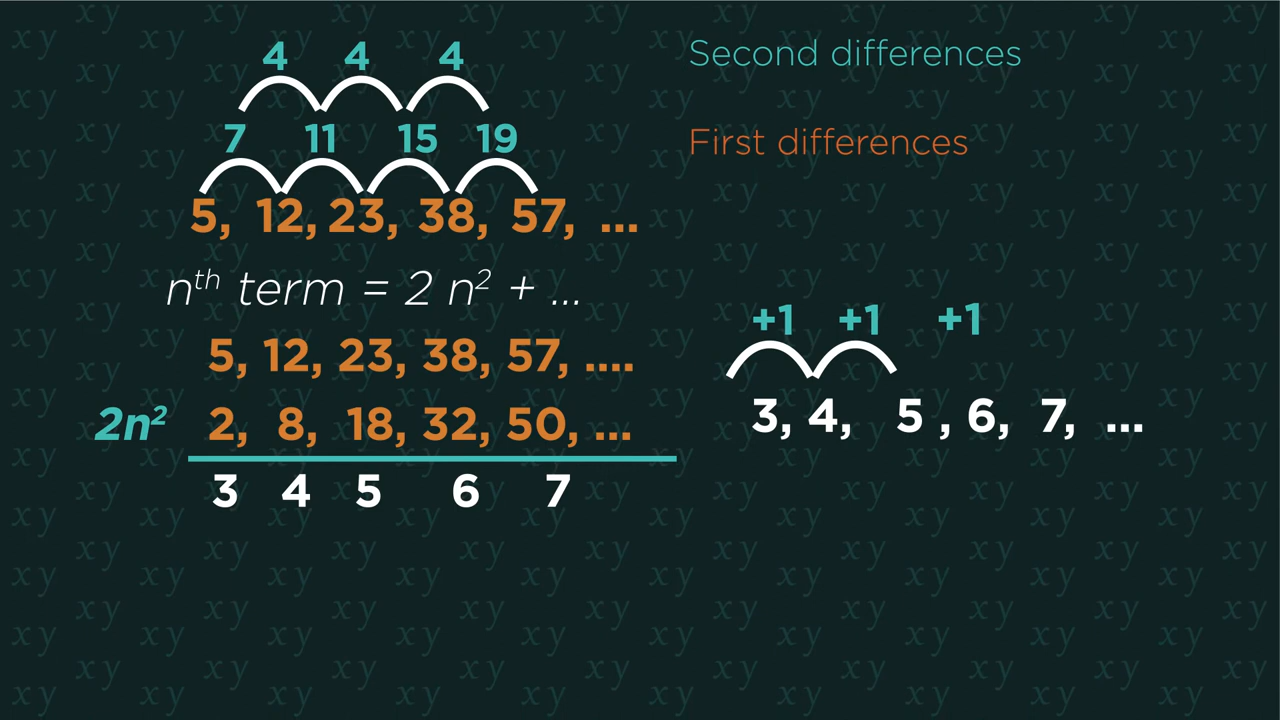 4 4 4
Second differences
7 11 15 19
First differences
5, 12, 23, 38, 57, ...
nth term = 2 n² + ...
5, 12, 23, 38, 57, ....
2n² 2, 8, 18, 32, 50, ...
3 4 5 6 7
+1 +1 +1
3, 4, 5 , 6, 7, ...